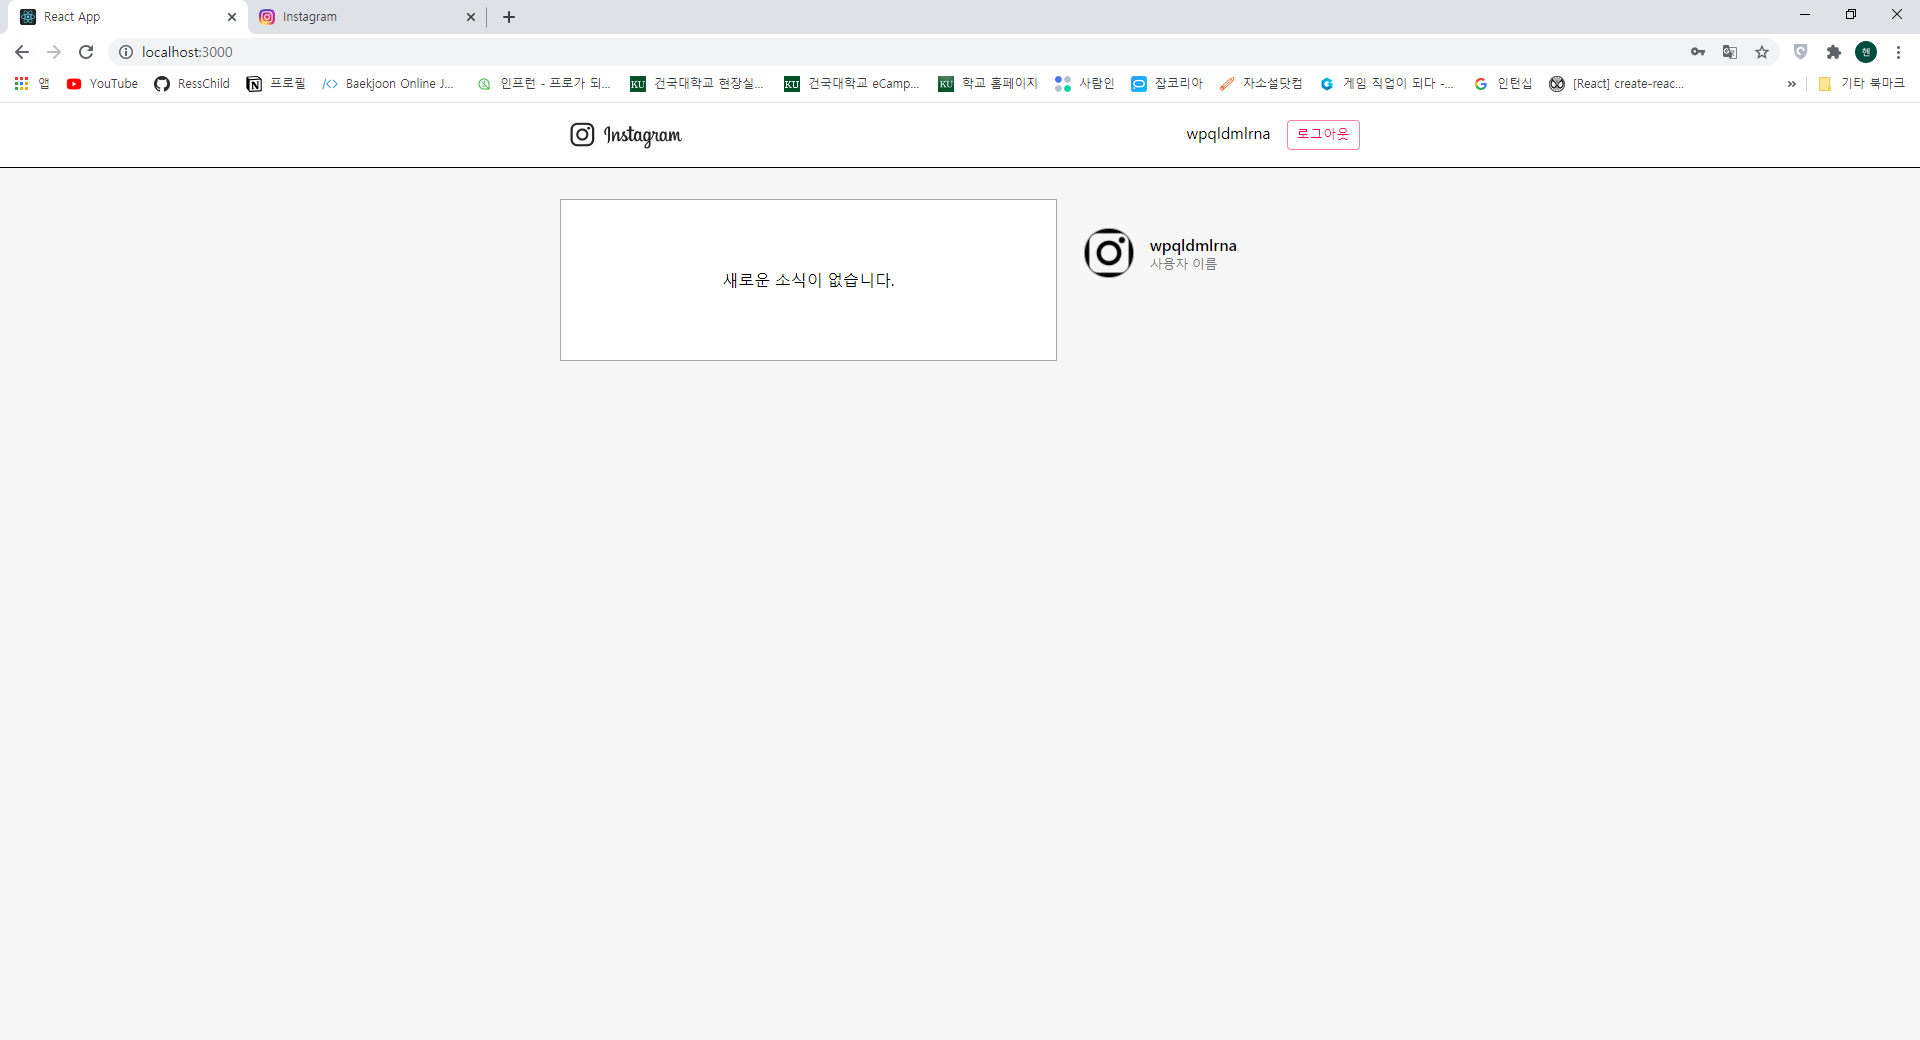 React App
Instagram
localhost:3000
헨
앱 YouTube RessChild 프로필 Baekjoon Online J... 인프런 - 프로가 되... KU 건국대학교 현장실... KU 건국대학교 eCamp... KU 학교 홈페이지 사람인 잡코리아 자소설닷컴 게임 직업이 되다 -... 인턴십 [React] create-reac... » 기타 북마크
Instagram
wpqldmlrna 로그아웃
새로운 소식이 없습니다.
wpqldmlrna
사용자 이름